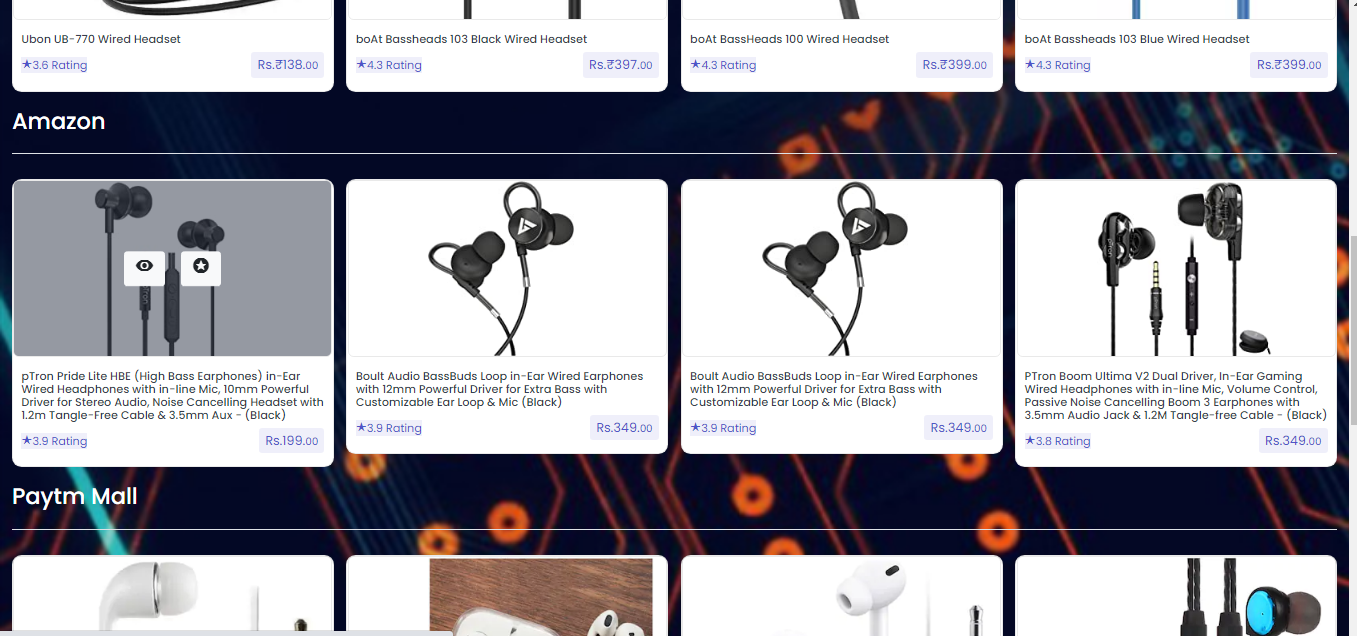 Ubon UB-770 Wired Headset
★3.6 Rating
Rs.₹138.00
boAt Bassheads 103 Black Wired Headset
★4.3 Rating
Rs.₹397.00
boAt BassHeads 100 Wired Headset
★4.3 Rating
Rs.₹399.00
boAt Bassheads 103 Blue Wired Headset
★4.3 Rating
Rs.₹399.00
Amazon
pTron Pride Lite HBE (High Bass Earphones) in-Ear
Wired Headphones with in-line Mic, 10mm Powerful
Driver for Stereo Audio, Noise Cancelling Headset with
1.2m Tangle-Free Cable & 3.5mm Aux - (Black)
★3.9 Rating
Rs.199.00
Boult Audio BassBuds Loop in-Ear Wired Earphones
with 12mm Powerful Driver for Extra Bass with
Customizable Ear Loop & Mic (Black)
★3.9 Rating
Rs.349.00
Boult Audio BassBuds Loop in-Ear Wired Earphones
with 12mm Powerful Driver for Extra Bass with
Customizable Ear Loop & Mic (Black)
★3.9 Rating
Rs.349.00
PTron Boom Ultima V2 Dual Driver, In-Ear Gaming
Wired Headphones with in-line Mic, Volume Control,
Passive Noise Cancelling Boom 3 Earphones with
3.5mm Audio Jack & 1.2M Tangle-free Cable - (Black)
★3.8 Rating
Rs.349.00
Paytm Mall